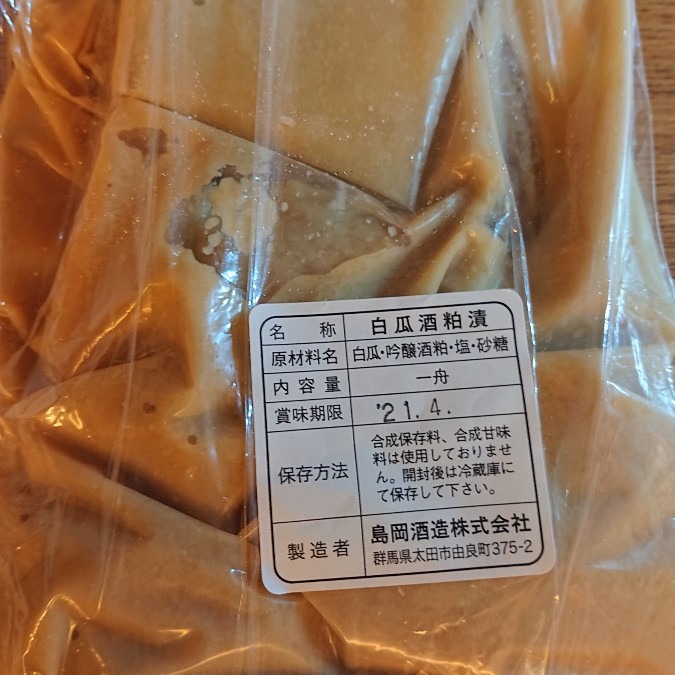 名称 白瓜酒粕漬
原材料名 白瓜・吟醸酒粕・塩・砂糖
内容量 一舟
賞味期限 '21.4.
保存方法 合成保存料、合成甘味
料は使用しておりませ
ん。開封後は冷蔵庫に
て保存して下さい。
製造者 島岡酒造株式会社
群馬県太田市由良町375-2